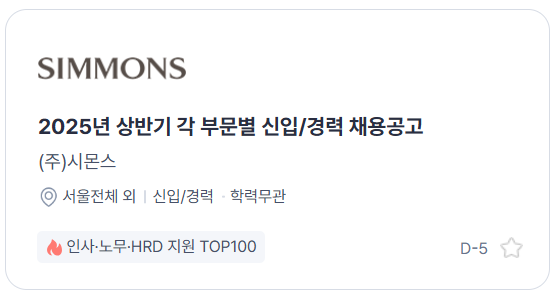 SIMMONS
2025년 상반기 각 부문별 신입/경력 채용공고
(주)시몬스
서울전체 외 | 신입/경력 · 학력무관
인사·노무·HRD 지원 TOP100 D-5